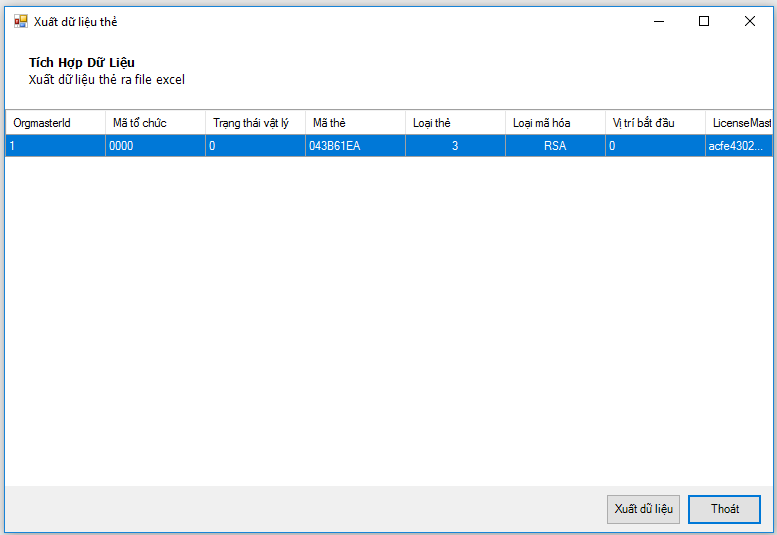 Xuất dữ liệu thẻ
Tích Hợp Dữ Liệu
Xuất dữ liệu thẻ ra file excel
OrgmasterId Mã tổ chức Trạng thái vật lý Mã thẻ Loại thẻ Loại mã hóa Vị trí bắt đầu LicenseMast
1 0000 0 043B61EA 3 RSA 0 acfe4302...
Xuất dữ liệu Thoát